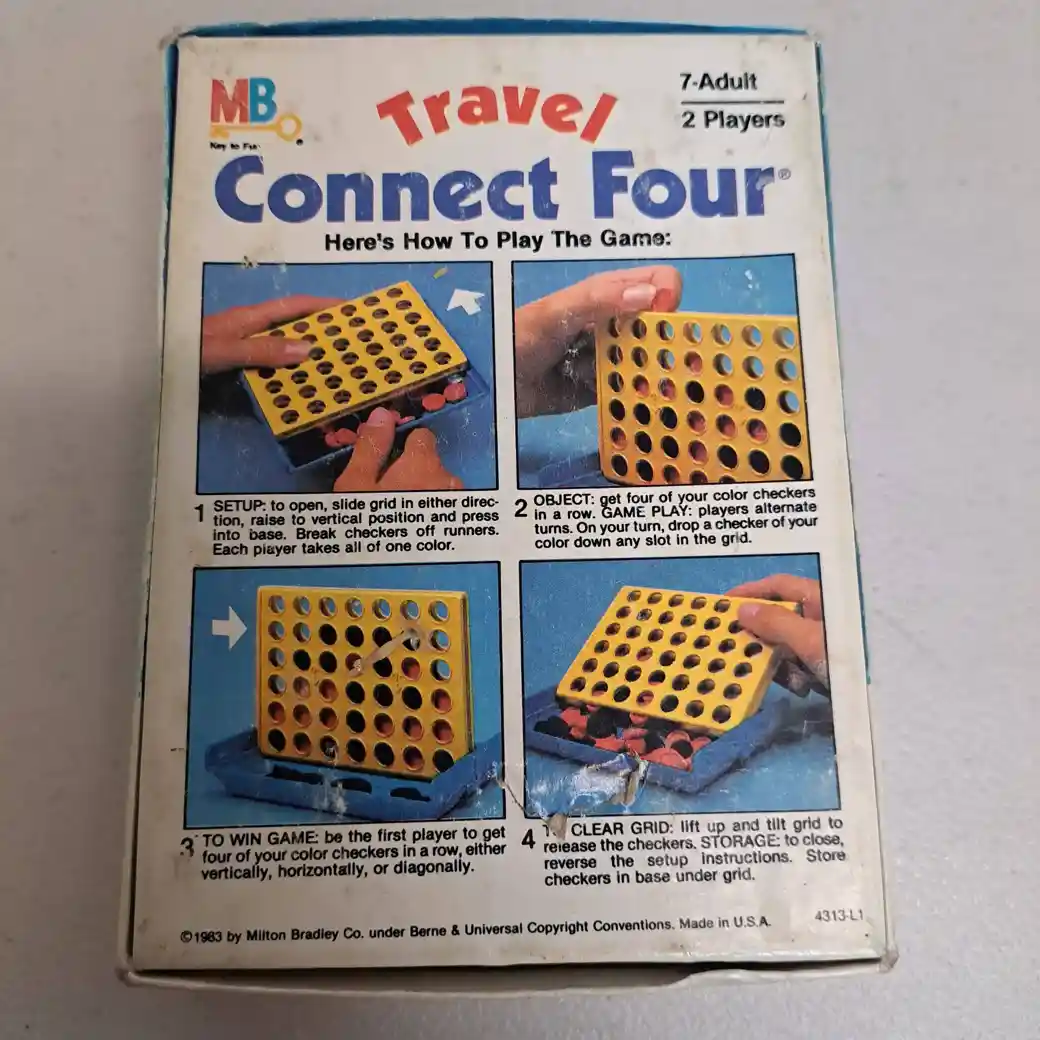 MB
Key to Fu
Travel
7-Adult
2 Players
Connect Four®
Here's How To Play The Game:
1 SETUP: to open, slide grid in either direc-
tion, raise to vertical position and press
into base. Break checkers off runners.
Each player takes all of one color.
2 OBJECT: get four of your color checkers
in a row. GAME PLAY: players alternate
turns. On your turn, drop a checker of your
color down any slot in the grid.
3 TO WIN GAME: be the first player to get
four of your color checkers in a row, either
vertically, horizontally, or diagonally.
4 T CLEAR GRID: lift up and tilt grid to
release the checkers. STORAGE: to close,
reverse the setup instructions. Store
checkers in base under grid.
©1983 by Milton Bradley Co. under Berne & Universal Copyright Conventions. Made in U.S.A.
4313-L1